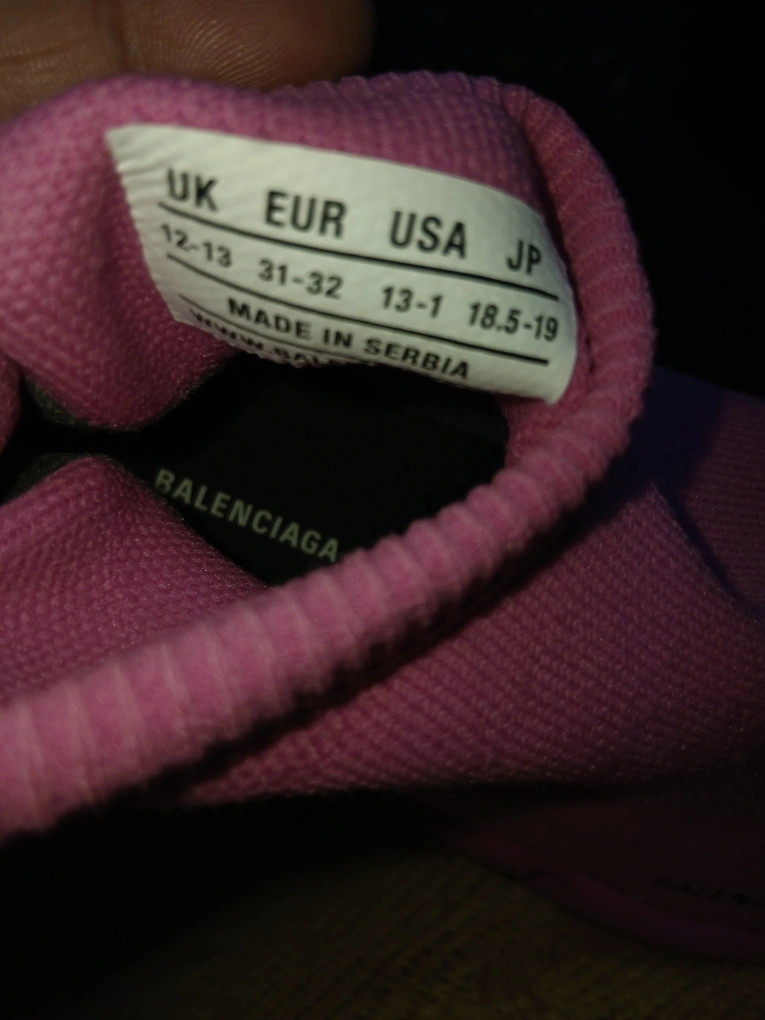 UK EUR USA JP
12-13 31-32 13-1 18.5-19
MADE IN SERBIA
BALENCIAGA